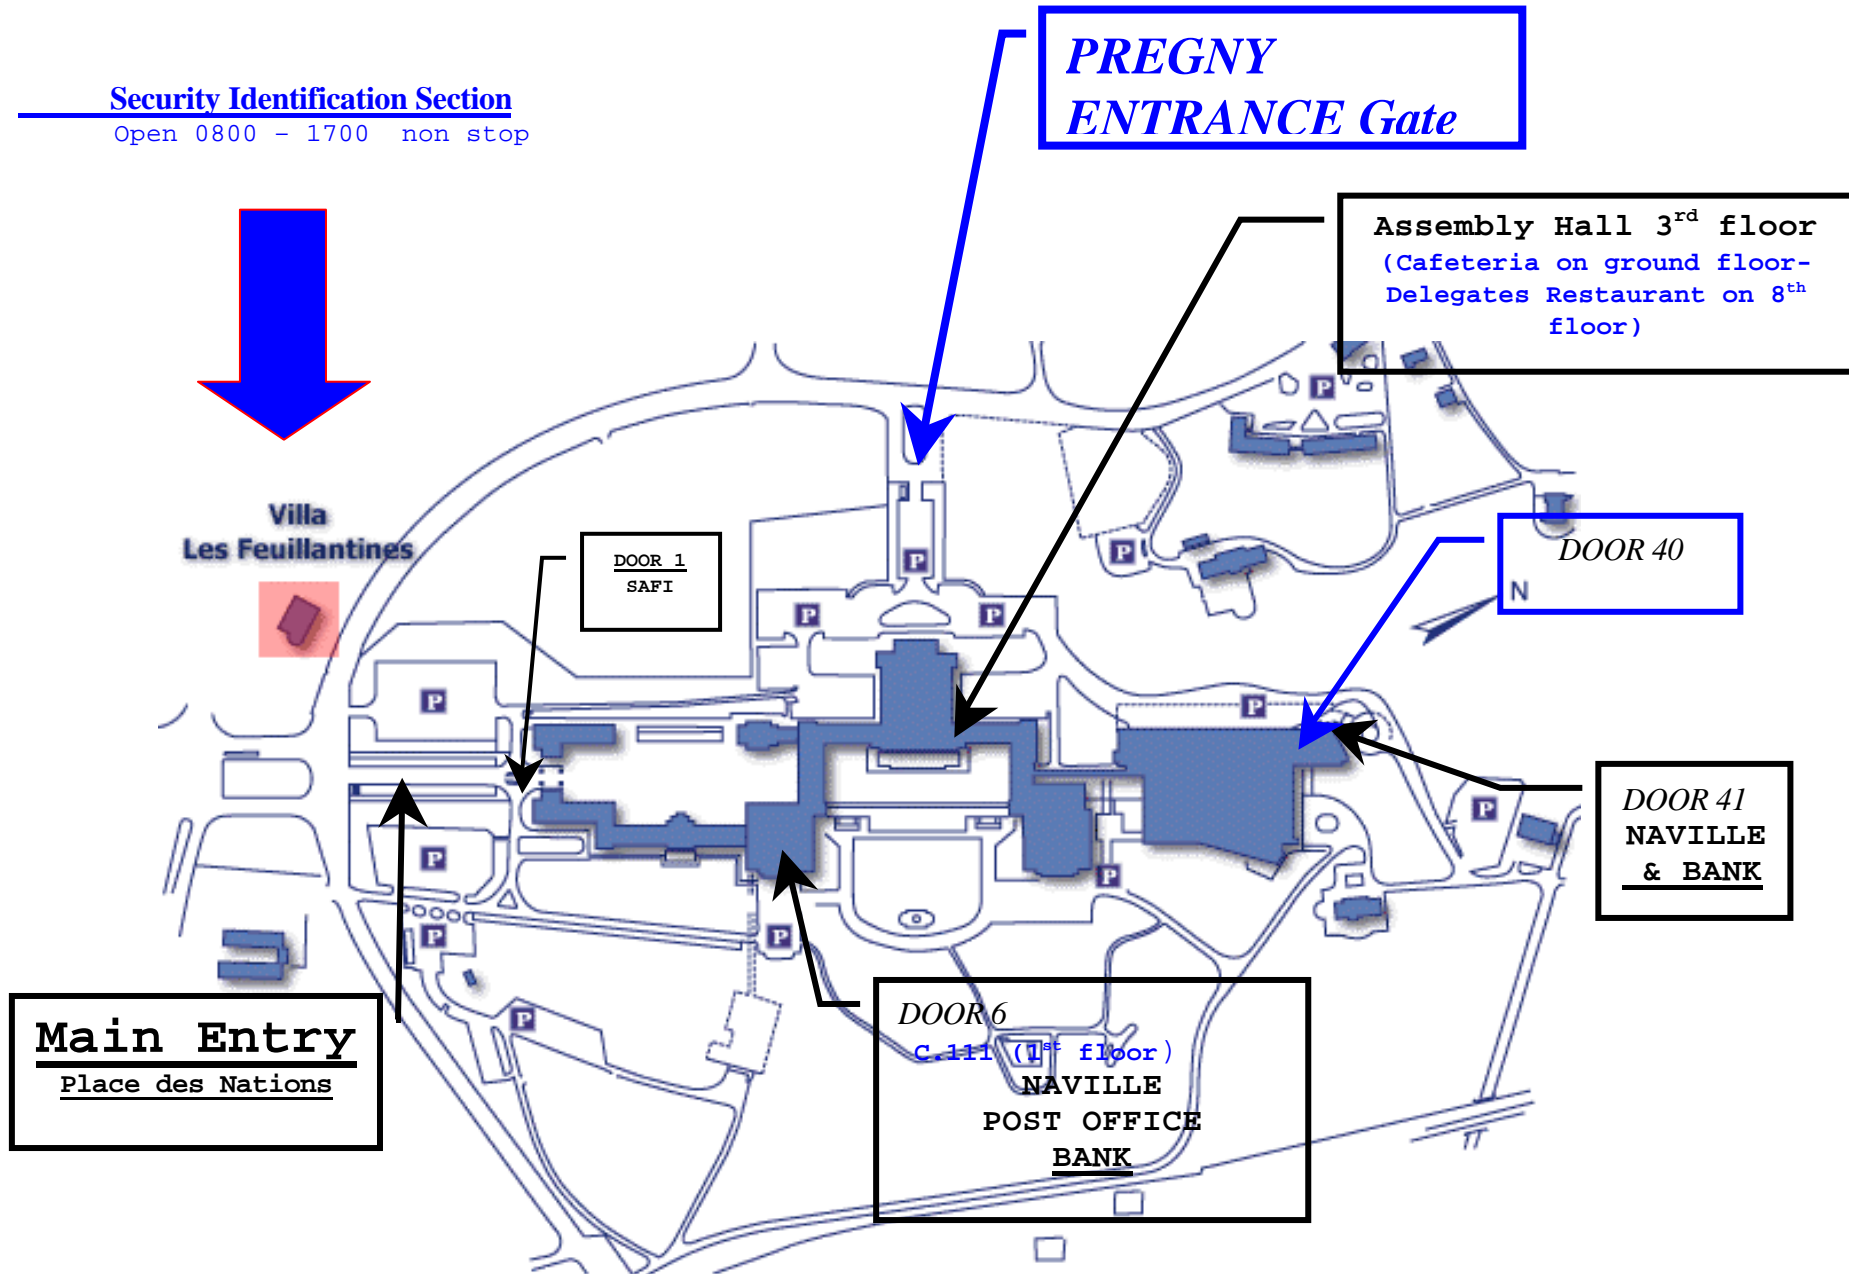 PREGNY
ENTRANCE Gate
Security Identification Section
Open 0800 – 1700 non stop
Assembly Hall 3rd floor
(Cafeteria on ground floor-
Delegates Restaurant on 8th
floor)
P
Villa
Les Feuillantines
DOOR 1
SAFI
P
P
DOOR 40
N
P
P
P
P
DOOR 41
NAVILLE
& BANK
P
P
P
P
P
DOOR 6
C.111 (1st floor)
NAVILLE
POST OFFICE
BANK
P
Main Entry
Place des Nations